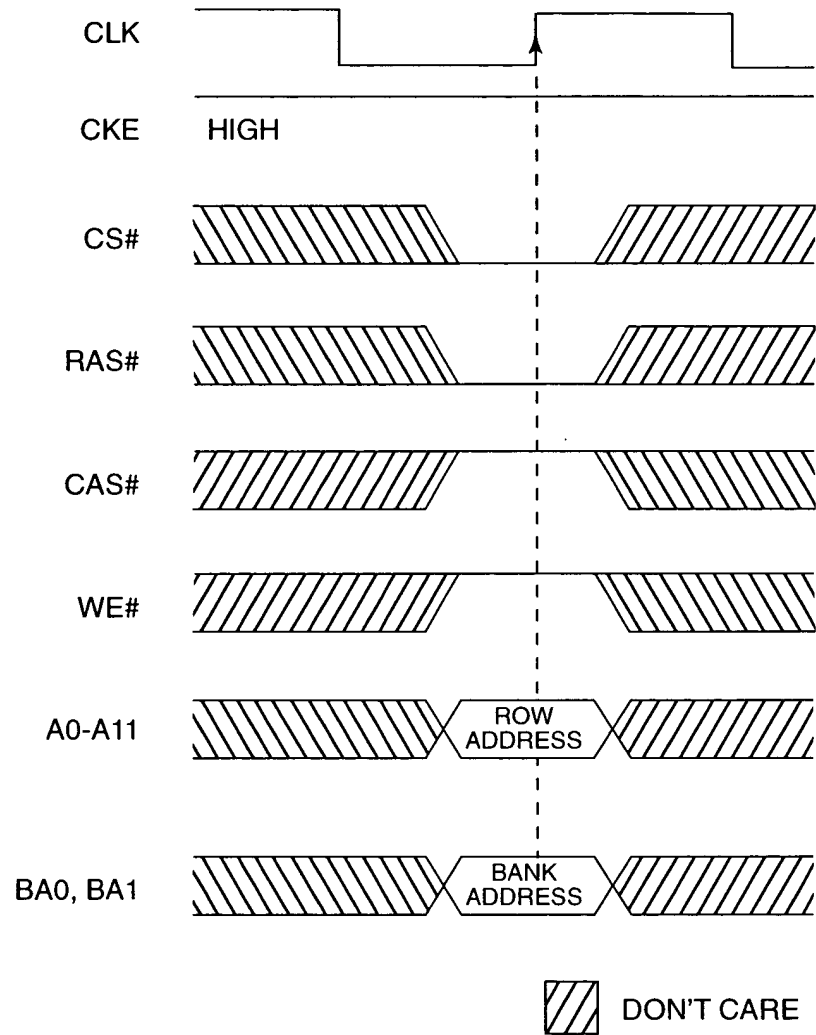 CLK
CKE HIGH
CS#
RAS#
CAS#
WE#
A0-A11 ROW
ADDRESS
BA0, BA1 BANK
ADDRESS
DON'T CARE